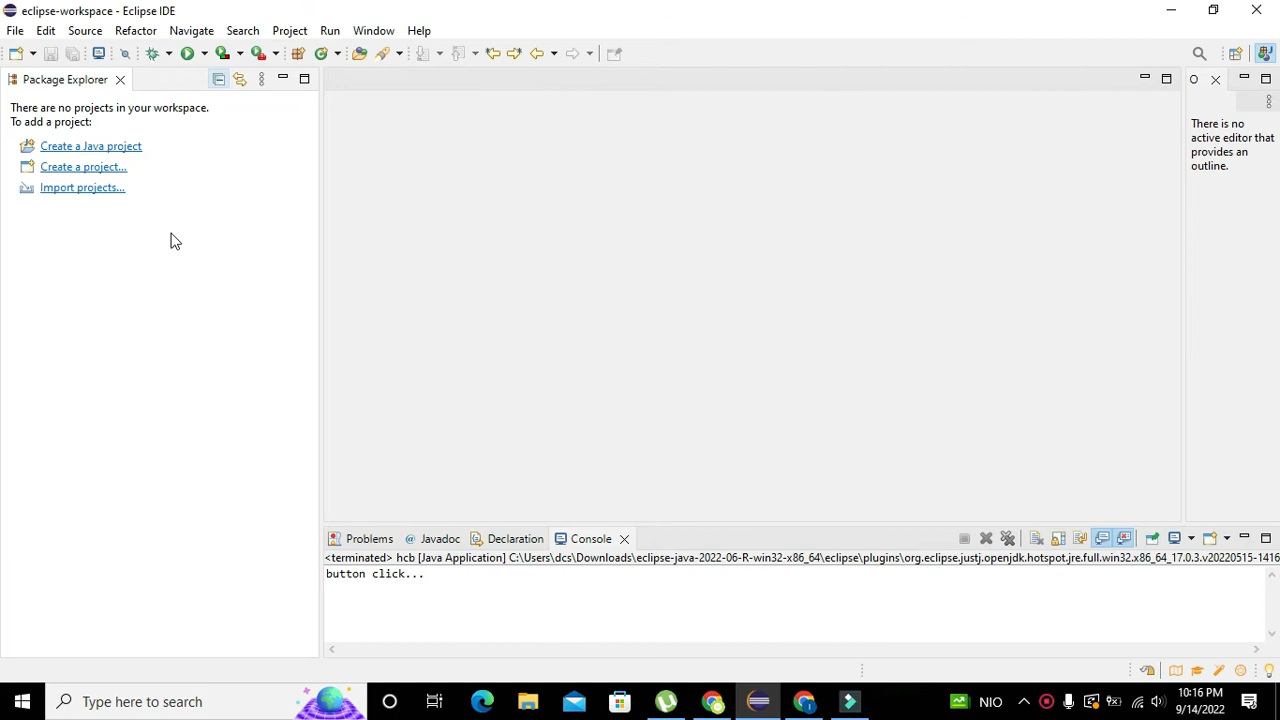 eclipse-workspace - Eclipse IDE
File Edit Source Refactor Navigate Search Project Run Window Help
Package Explorer
There are no projects in your workspace.
To add a project:
Create a Java project
Create a project...
Import projects...
O
There is no
active editor that
provides an
outline.
Problems Javadoc Declaration Console
<terminated> hcb [Java Application] C:\Users\dcs\Downloads\eclipse-java-2022-06-R-win32-x86_64\eclipse\plugins\org.eclipse.justj.openjdk.hotspot.jre.full.win32.x86_64_17.0.3.v20220515-1416
button click...
Type here to search
NIO
10:16 PM
9/14/2022